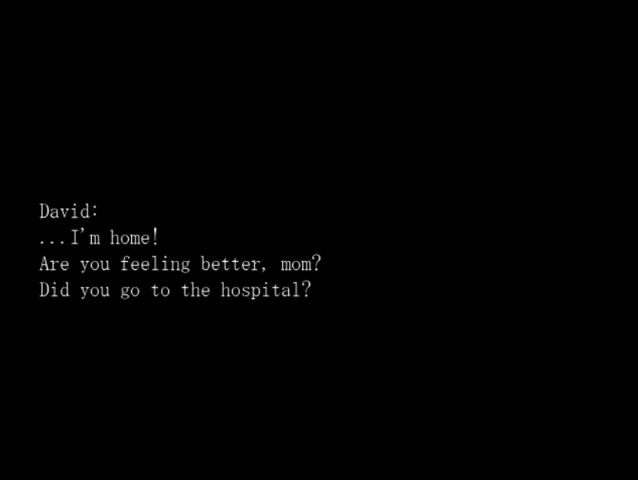 David:
...I'm home!
Are you feeling better, mom?
Did you go to the hospital?